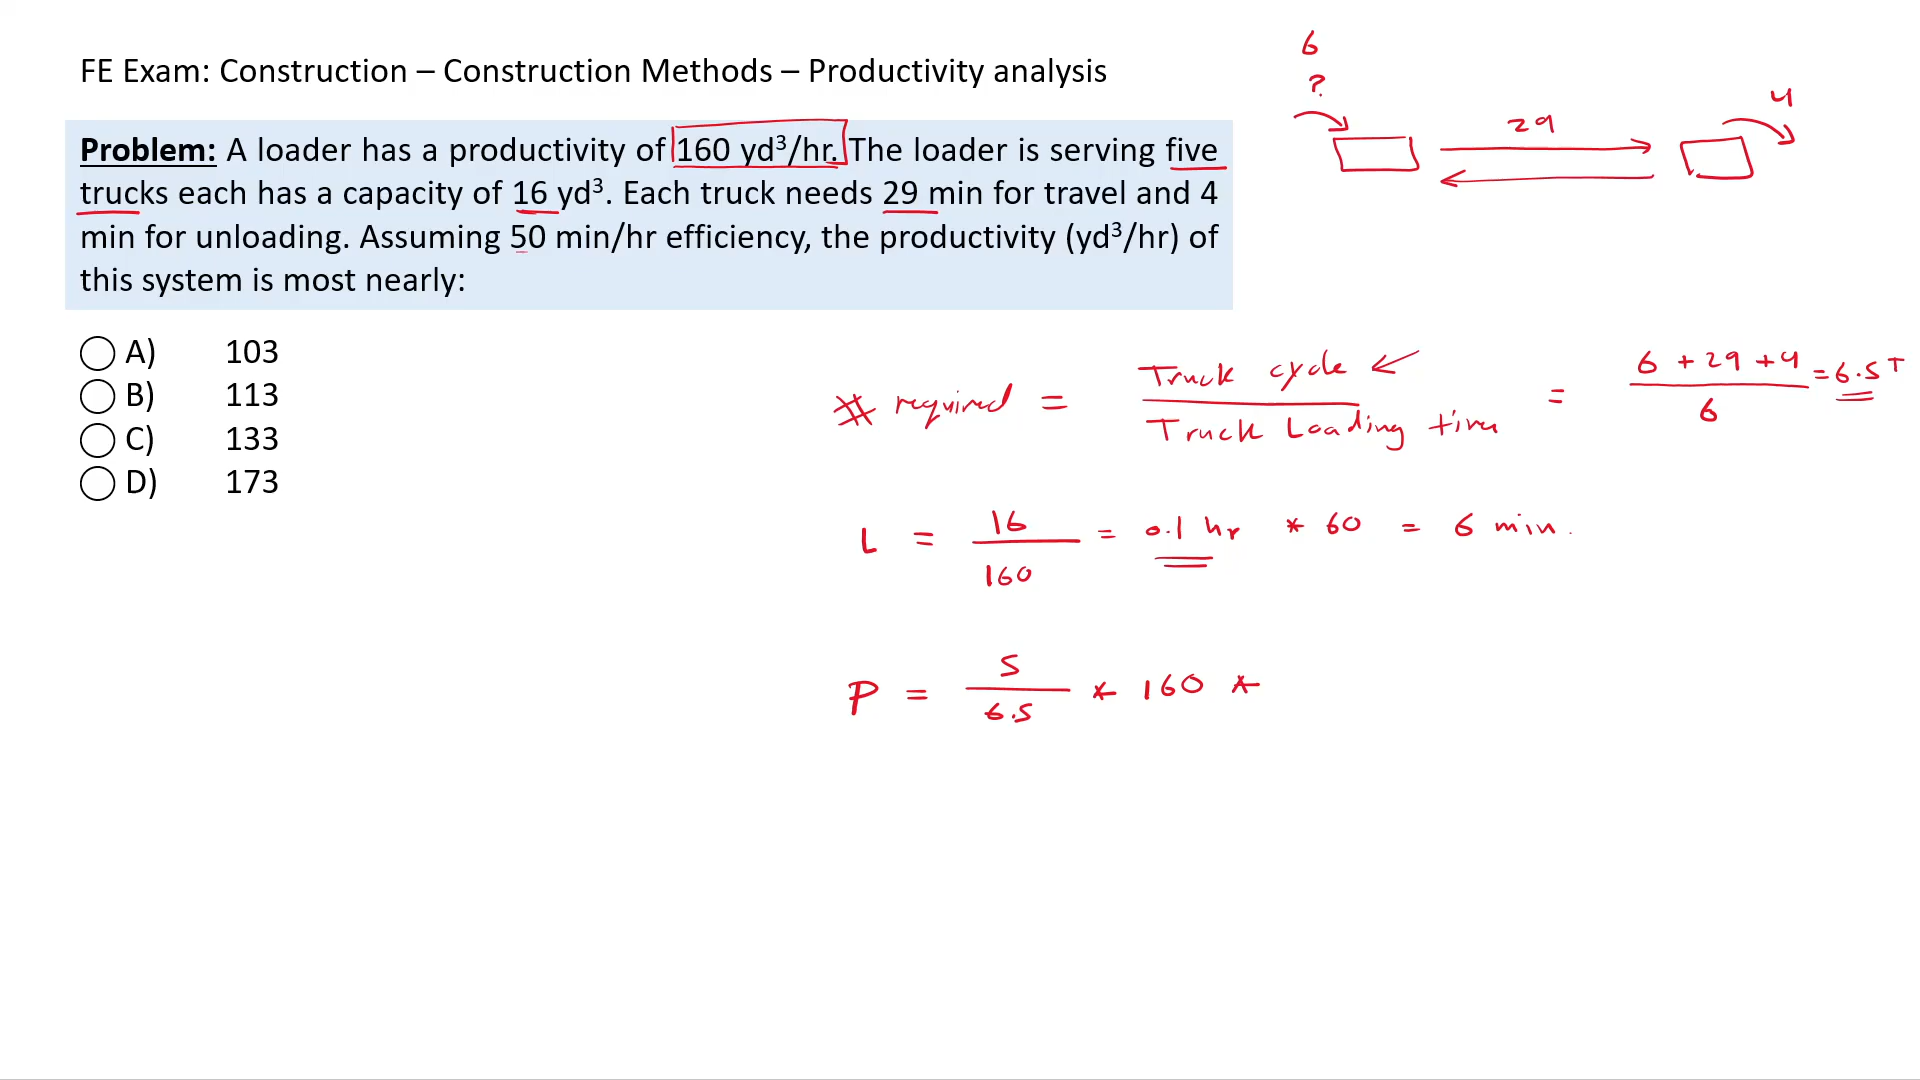 FE Exam: Construction – Construction Methods – Productivity analysis
6
?
29
4
Problem: A loader has a productivity of 160 yd³/hr. The loader is serving five
trucks each has a capacity of 16 yd³. Each truck needs 29 min for travel and 4
min for unloading. Assuming 50 min/hr efficiency, the productivity (yd³/hr) of
this system is most nearly:
A) 103
B) 113
C) 133
D) 173
# required = Truck cycle / Truck Loading time = 6 + 29 + 4 / 6 = 6.5 T
L = 16 / 160 = 0.1 hr * 60 = 6 min.
P = 5 / 6.5 * 160 *